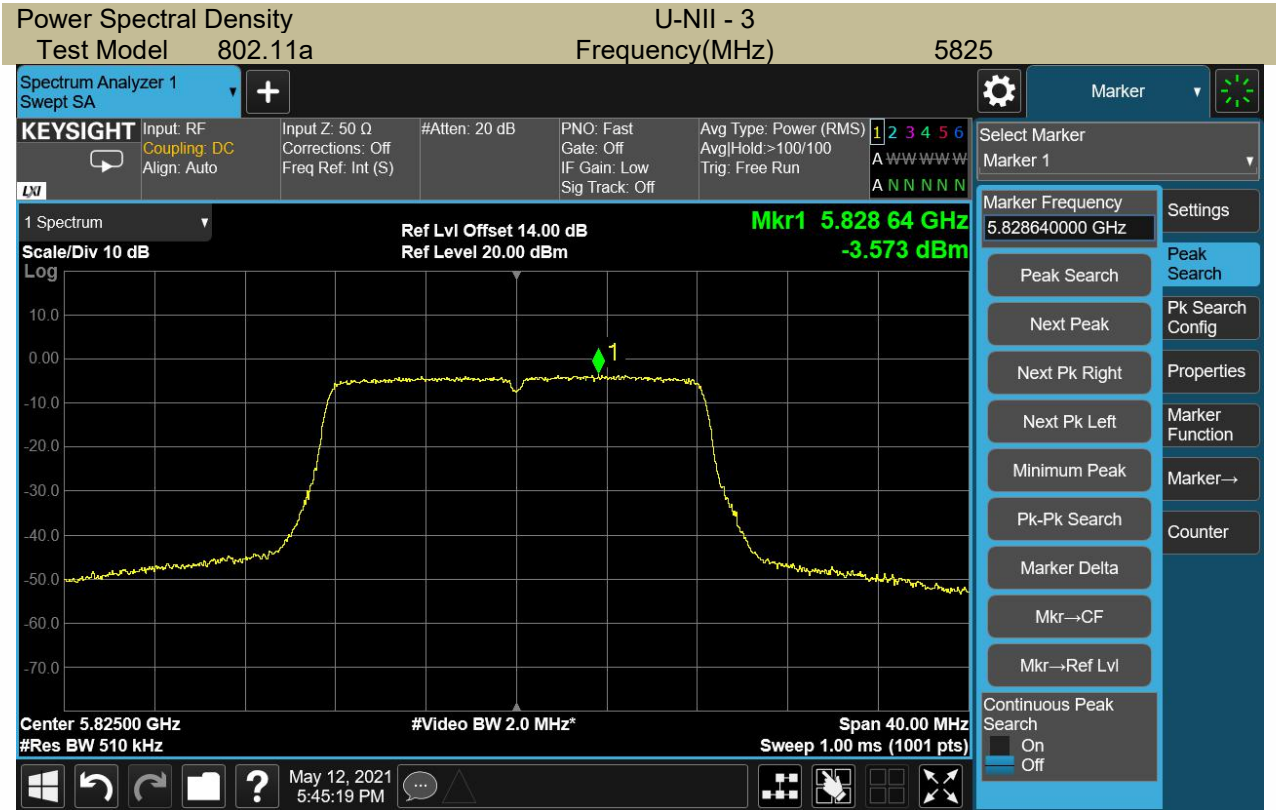 Power Spectral Density U-NII - 3
Test Model 802.11a Frequency(MHz) 5825
Spectrum Analyzer 1
Swept SA
+
Marker
KEYSIGHT
LXI
Input: RF
Coupling: DC
Align: Auto
Input Z: 50 Ω
Corrections: Off
Freq Ref: Int (S)
#Atten: 20 dB
PNO: Fast
Gate: Off
IF Gain: Low
Sig Track: Off
Avg Type: Power (RMS)
Avg|Hold:>100/100
Trig: Free Run
1 2 3 4 5 6
A W W W W W
A N N N N N
Select Marker
Marker 1
1 Spectrum
Scale/Div 10 dB
Log
Ref Lvl Offset 14.00 dB
Ref Level 20.00 dBm
Mkr1 5.828 64 GHz
-3.573 dBm
10.0
0.00
-10.0
-20.0
-30.0
-40.0
-50.0
-60.0
-70.0
1
Center 5.82500 GHz #Video BW 2.0 MHz* Span 40.00 MHz
#Res BW 510 kHz Sweep 1.00 ms (1001 pts)
Marker Frequency
5.828640000 GHz
Peak Search
Next Peak
Next Pk Right
Next Pk Left
Minimum Peak
Pk-Pk Search
Marker Delta
Mkr→CF
Mkr→Ref Lvl
Continuous Peak
Search
On
Off
Settings
Peak
Search
Pk Search
Config
Properties
Marker
Function
Marker→
Counter
?
May 12, 2021
5:45:19 PM